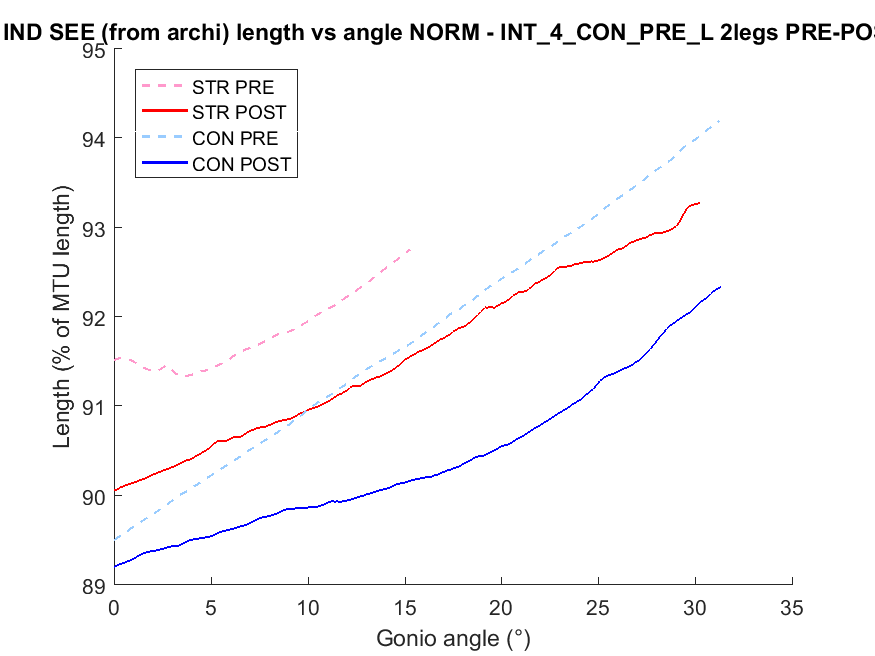 IND SEE (from archi) length vs angle NORM - INT_4_CON_PRE_L 2legs PRE-POS
95
94
93
92
91
90
89
Length (% of MTU length)
STR PRE
STR POST
CON PRE
CON POST
0 5 10 15 20 25 30 35
Gonio angle (°)